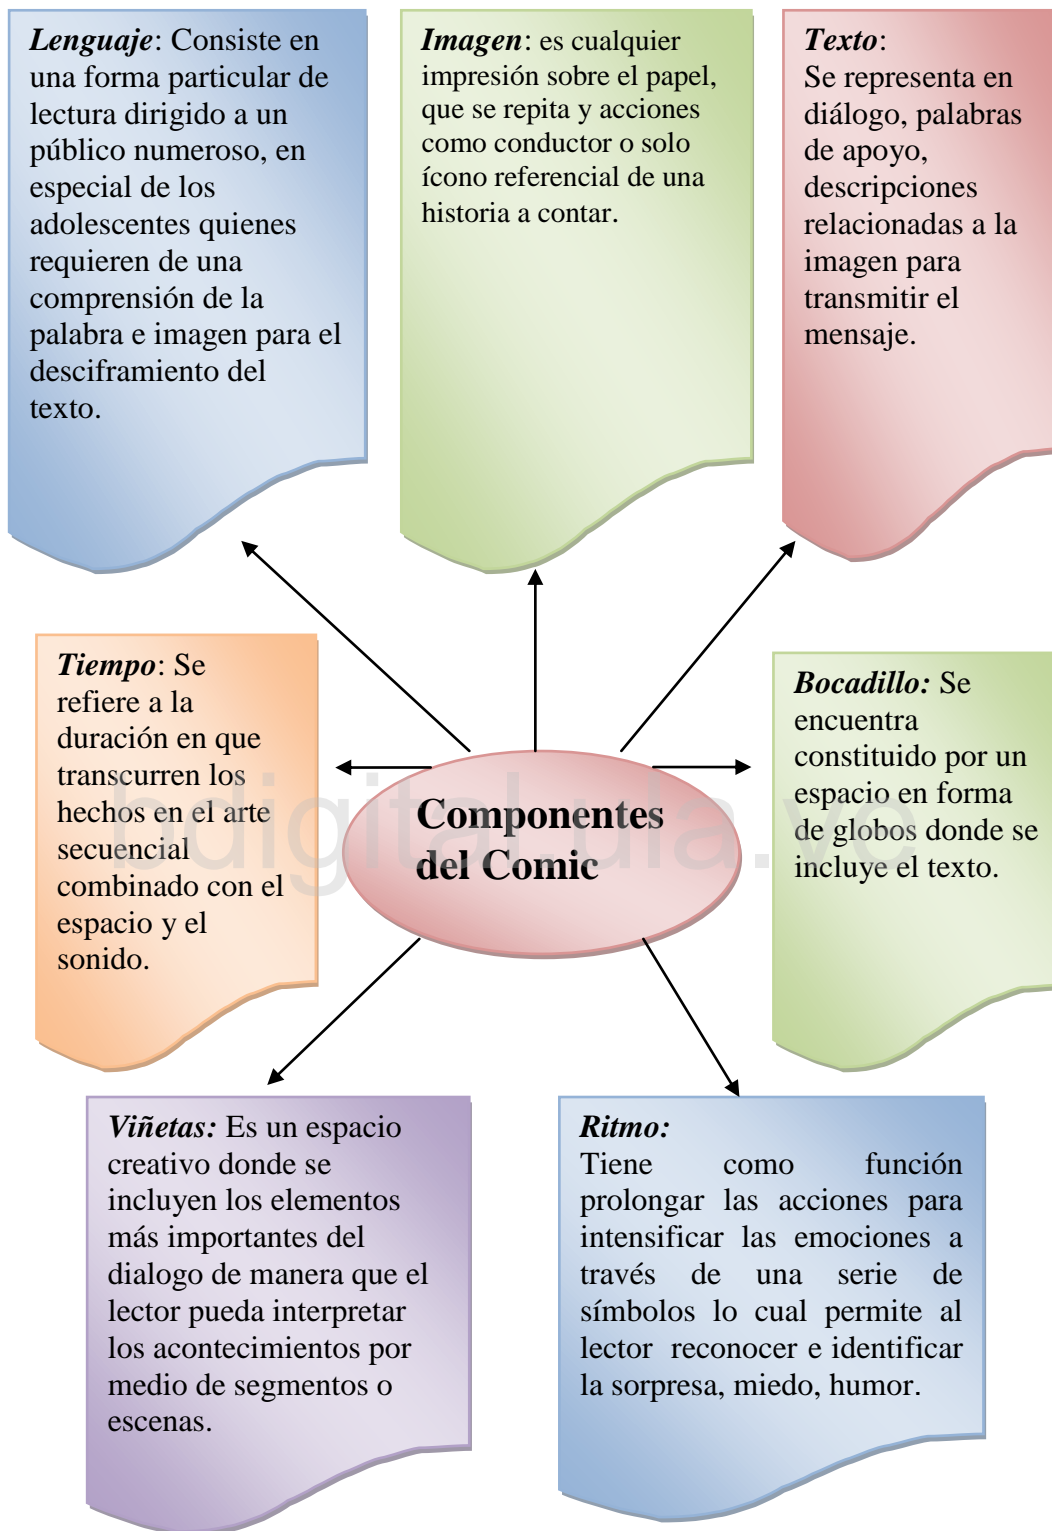 Lenguaje: Consiste en
una forma particular de
lectura dirigido a un
público numeroso, en
especial de los
adolescentes quienes
requieren de una
comprensión de la
palabra e imagen para el
desciframiento del
texto.
Imagen: es cualquier
impresión sobre el papel,
que se repita y acciones
como conductor o solo
ícono referencial de una
historia a contar.
Texto:
Se representa en
diálogo, palabras
de apoyo,
descripciones
relacionadas a la
imagen para
transmitir el
mensaje.
Tiempo: Se
refiere a la
duración en que
transcurren los
hechos en el arte
secuencial
combinado con el
espacio y el
sonido.
Componentes
del Comic
Bocadillo: Se
encuentra
constituido por un
espacio en forma
de globos donde se
incluye el texto.
bdigital.ula.ve
Viñetas: Es un espacio
creativo donde se
incluyen los elementos
más importantes del
dialogo de manera que el
lector pueda interpretar
los acontecimientos por
medio de segmentos o
escenas.
Ritmo:
Tiene como función
prolongar las acciones para
intensificar las emociones a
través de una serie de
símbolos lo cual permite al
lector reconocer e identificar
la sorpresa, miedo, humor.